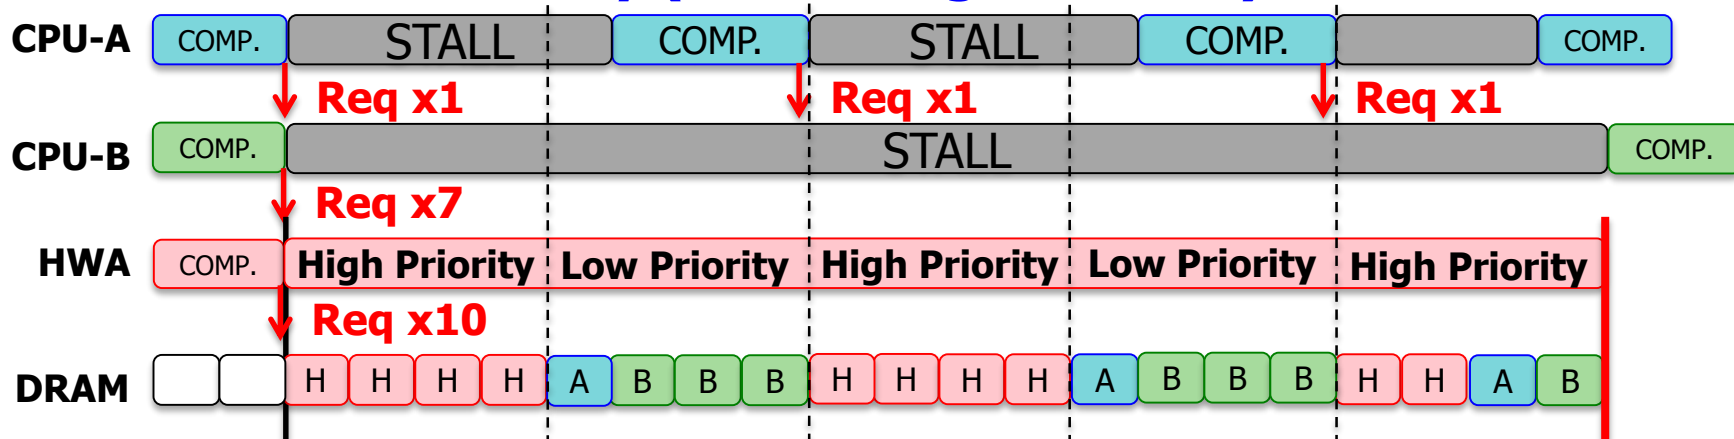 CPU-A COMP. STALL COMP. STALL COMP. COMP.
Req x1 Req x1 Req x1
CPU-B COMP. STALL COMP.
Req x7
HWA COMP. High Priority Low Priority High Priority Low Priority High Priority
Req x10
DRAM H H H H A B B B H H H H A B B B H H A B